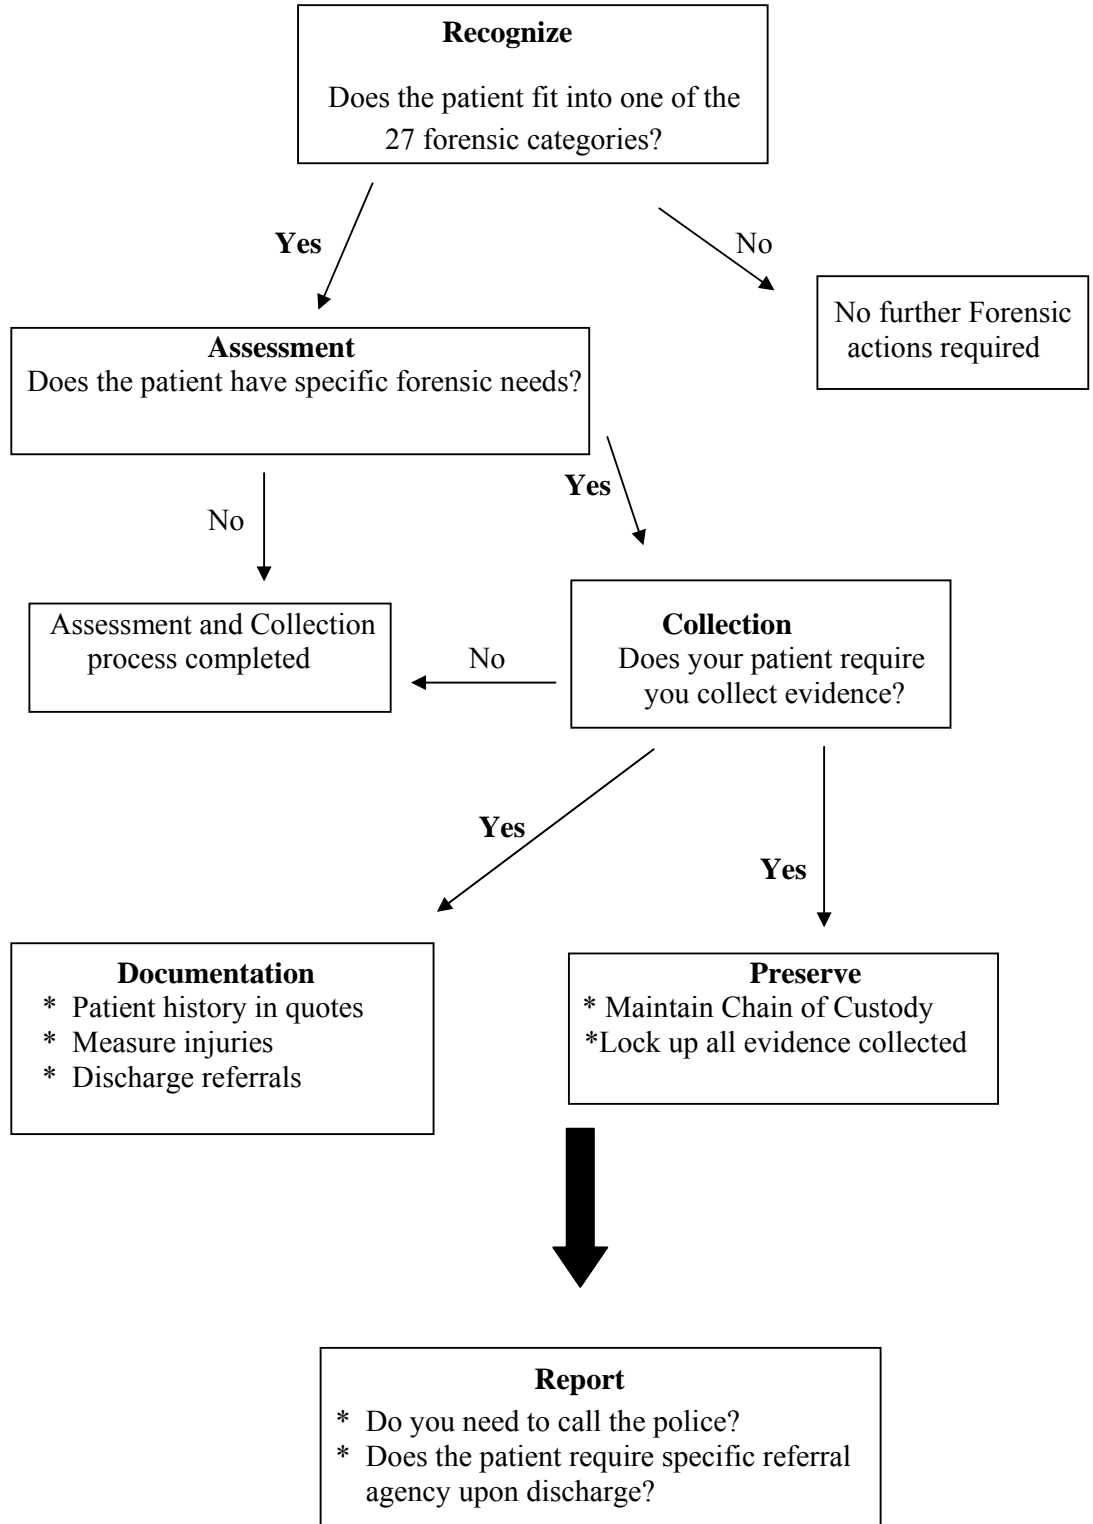 Recognize
Does the patient fit into one of the
27 forensic categories?
Yes
No
No further Forensic
actions required
Assessment
Does the patient have specific forensic needs?
Yes
No
Assessment and Collection
process completed
No
Collection
Does your patient require
you collect evidence?
Yes
Yes
Documentation
* Patient history in quotes
* Measure injuries
* Discharge referrals
Preserve
* Maintain Chain of Custody
*Lock up all evidence collected
Report
* Do you need to call the police?
* Does the patient require specific referral
agency upon discharge?